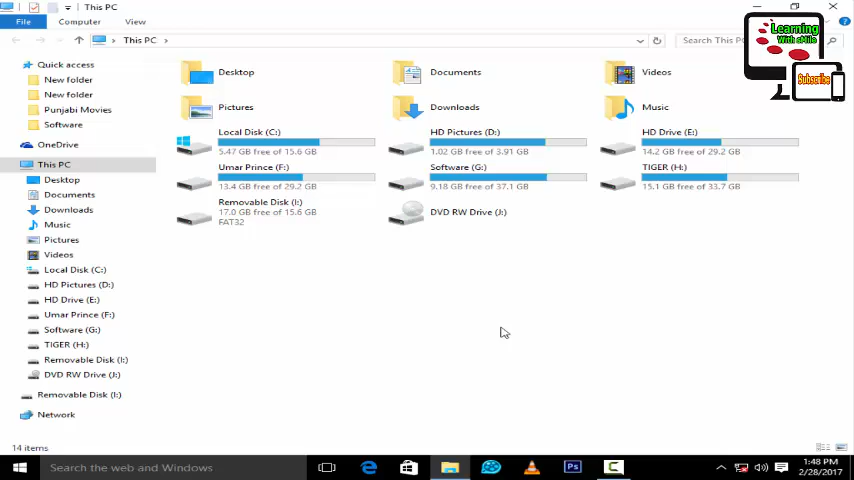 This PC
File
Computer
View
This PC
Search This PC
Learning
With sMile
Subscribe
Quick access
New folder
New folder
Punjabi Movies
Software
OneDrive
This PC
Desktop
Documents
Downloads
Music
Pictures
Videos
Local Disk (C:)
HD Pictures (D:)
HD Drive (E:)
Umar Prince (F:)
Software (G:)
TIGER (H:)
Removable Disk (I:)
DVD RW Drive (J:)
Removable Disk (I:)
Network
Desktop
Documents
Videos
Pictures
Downloads
Music
Local Disk (C:)
5.47 GB free of 15.6 GB
HD Pictures (D:)
1.02 GB free of 3.91 GB
HD Drive (E:)
14.2 GB free of 29.2 GB
Umar Prince (F:)
13.4 GB free of 29.2 GB
Software (G:)
9.18 GB free of 37.1 GB
TIGER (H:)
15.1 GB free of 33.7 GB
Removable Disk (I:)
17.0 GB free of 15.6 GB
FAT32
DVD RW Drive (J:)
14 items
Search the web and Windows
Ps
C
1:48 PM
2/28/2017